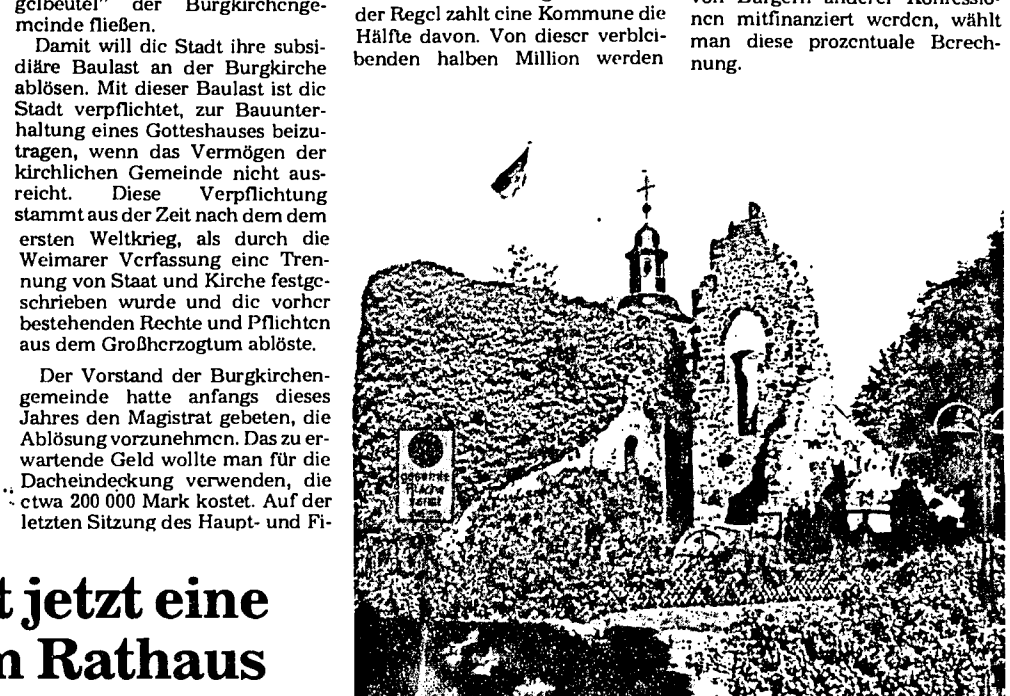 gelbeutel" der Burgkirchenge-
meinde fließen.
Damit will die Stadt ihre subsi-
diäre Baulast an der Burgkirche
ablösen. Mit dieser Baulast ist die
Stadt verpflichtet, zur Bauunter-
haltung eines Gotteshauses beizu-
tragen, wenn das Vermögen der
kirchlichen Gemeinde nicht aus-
reicht. Diese Verpflichtung
stammt aus der Zeit nach dem dem
ersten Weltkrieg, als durch die
Weimarer Verfassung eine Tren-
nung von Staat und Kirche festge-
schrieben wurde und die vorher
bestehenden Rechte und Pflichten
aus dem Großherzogtum ablöste.
Der Vorstand der Burgkirchen-
gemeinde hatte anfangs dieses
Jahres den Magistrat gebeten, die
Ablösung vorzunehmen. Das zu er-
wartende Geld wollte man für die
Dacheindeckung verwenden, die
etwa 200 000 Mark kostet. Auf der
letzten Sitzung des Haupt- und Fi-
der Regel zahlt eine Kommune die
Hälfte davon. Von dieser verblei-
benden halben Million werden
von Bürgern anderer Konfessio-
nen mitfinanziert werden, wählt
man diese prozentuale Berech-
nung.
t jetzt eine
Rathaus